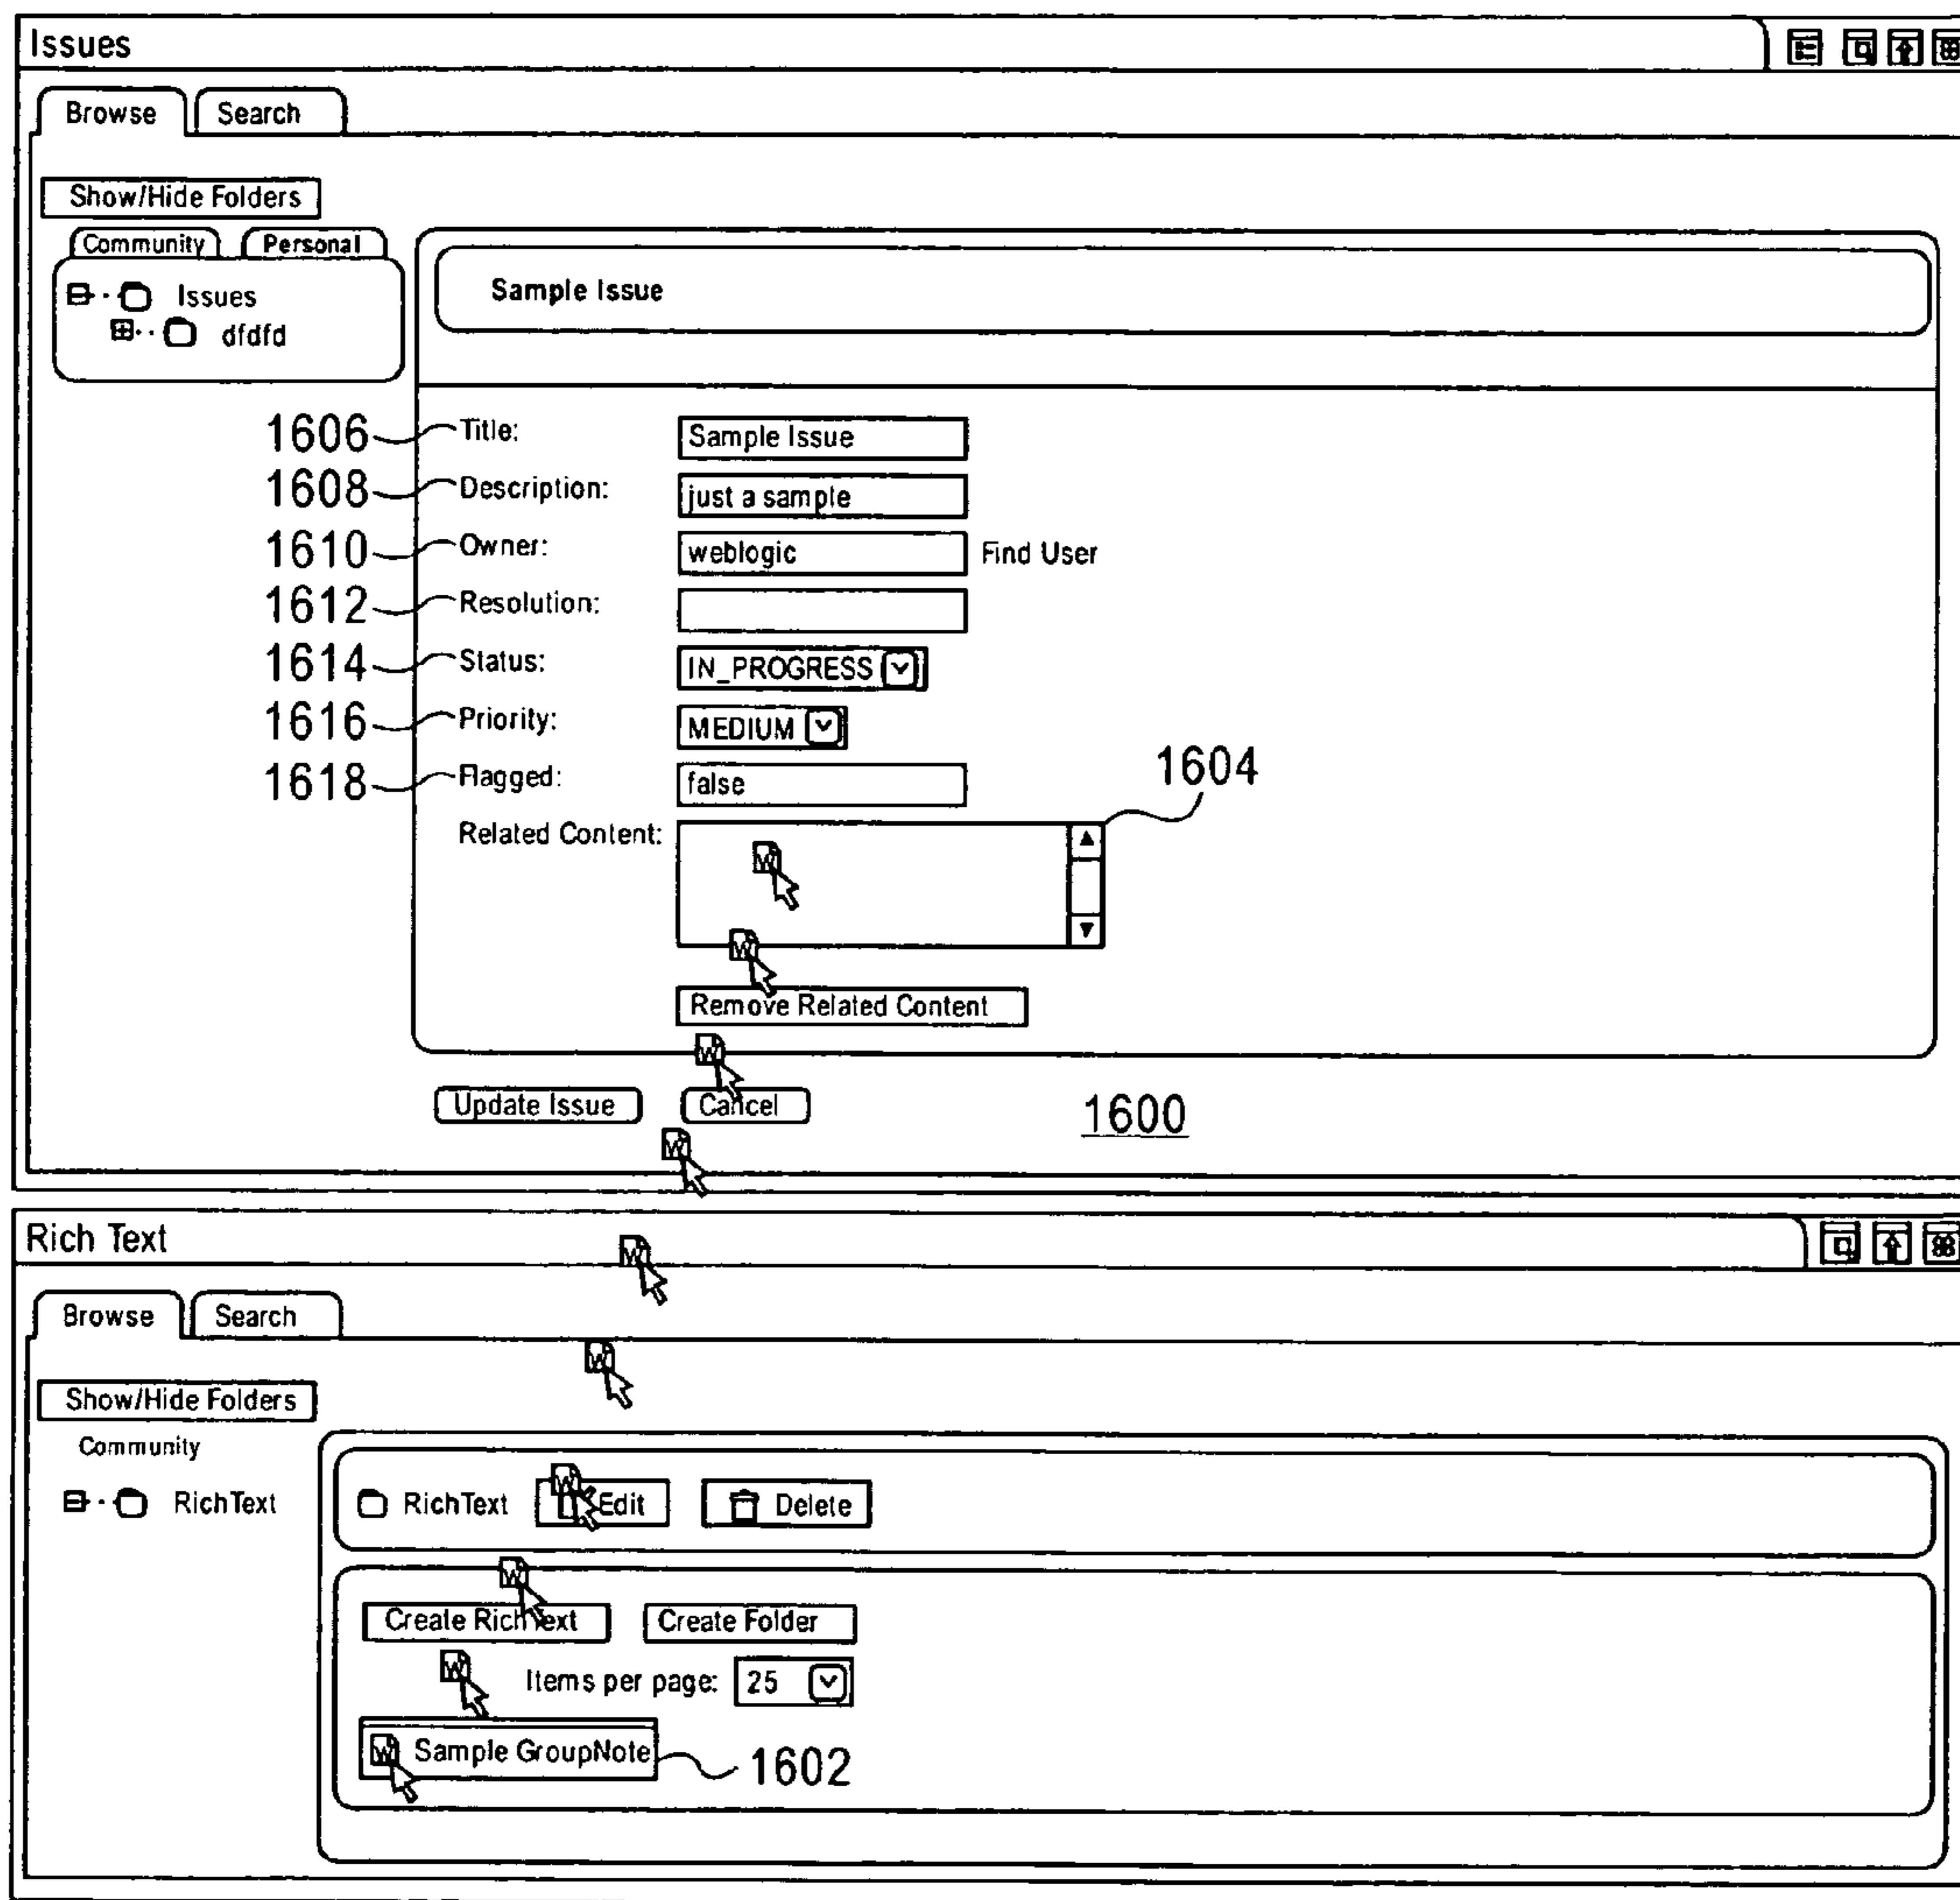 Issues
Browse Search
Show/Hide Folders
Community Personal
Issues
dfdfd
Sample Issue
1606 Title: Sample Issue
1608 Description: just a sample
1610 Owner: weblogic Find User
1612 Resolution:
1614 Status: IN_PROGRESS
1616 Priority: MEDIUM
1618 Flagged: false
1604
Related Content:
W
W
Remove Related Content
W
Update Issue Cancel 1600
W
Rich Text
W
Browse Search
W
Show/Hide Folders
Community
W
RichText RichText Edit Delete
W
Create RichText Create Folder
W Items per page: 25
W Sample GroupNote 1602